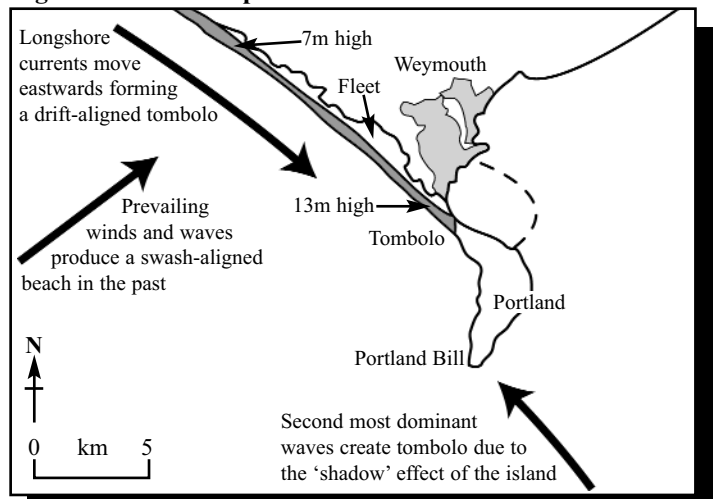 Longshore
currents move
eastwards forming
a drift-aligned tombolo
7m high
Weymouth
Fleet
13m high
Prevailing
winds and waves
produce a swash-aligned
beach in the past
Tombolo
Portland
N
Portland Bill
0 km 5
Second most dominant
waves create tombolo due to
the ‘shadow’ effect of the island